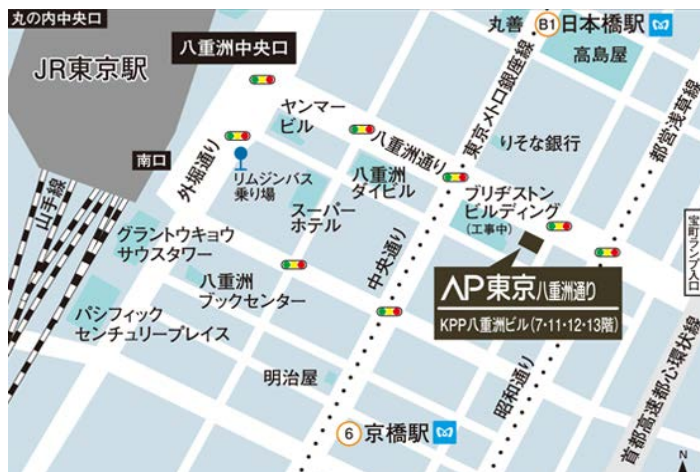 丸の内中央口
丸善
B1
日本橋駅
JR東京駅
八重洲中央口
高島屋
ヤンマー
ビル
八重洲通り
東京メトロ銀座線
りそな銀行
都営浅草線
南口
外堀通り
リムジンバス
乗り場
八重洲
ダイビル
スーパー
ホテル
ブリヂストン
ビルディング
(工事中)
山手線
グラントウキョウ
サウスタワー
宝町ランプ入口
八重洲
ブックセンター
中央通り
AP東京八重洲通り
KPP八重洲ビル(7・11・12・13階)
パシフィック
センチュリープレイス
明治屋
昭和通り
首都高速都心環状線
6
京橋駅
N